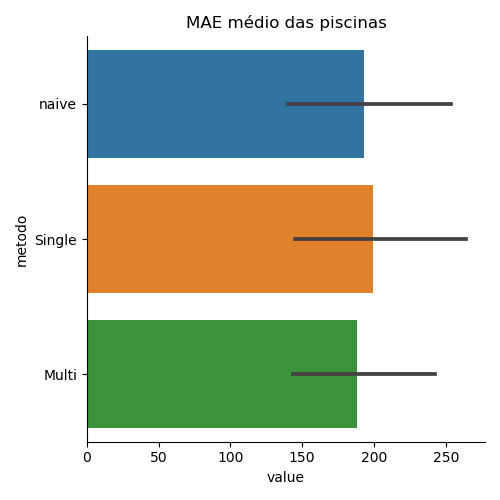 MAE médio das piscinas
metodo
naive
Single
Multi
0 50 100 150 200 250
value